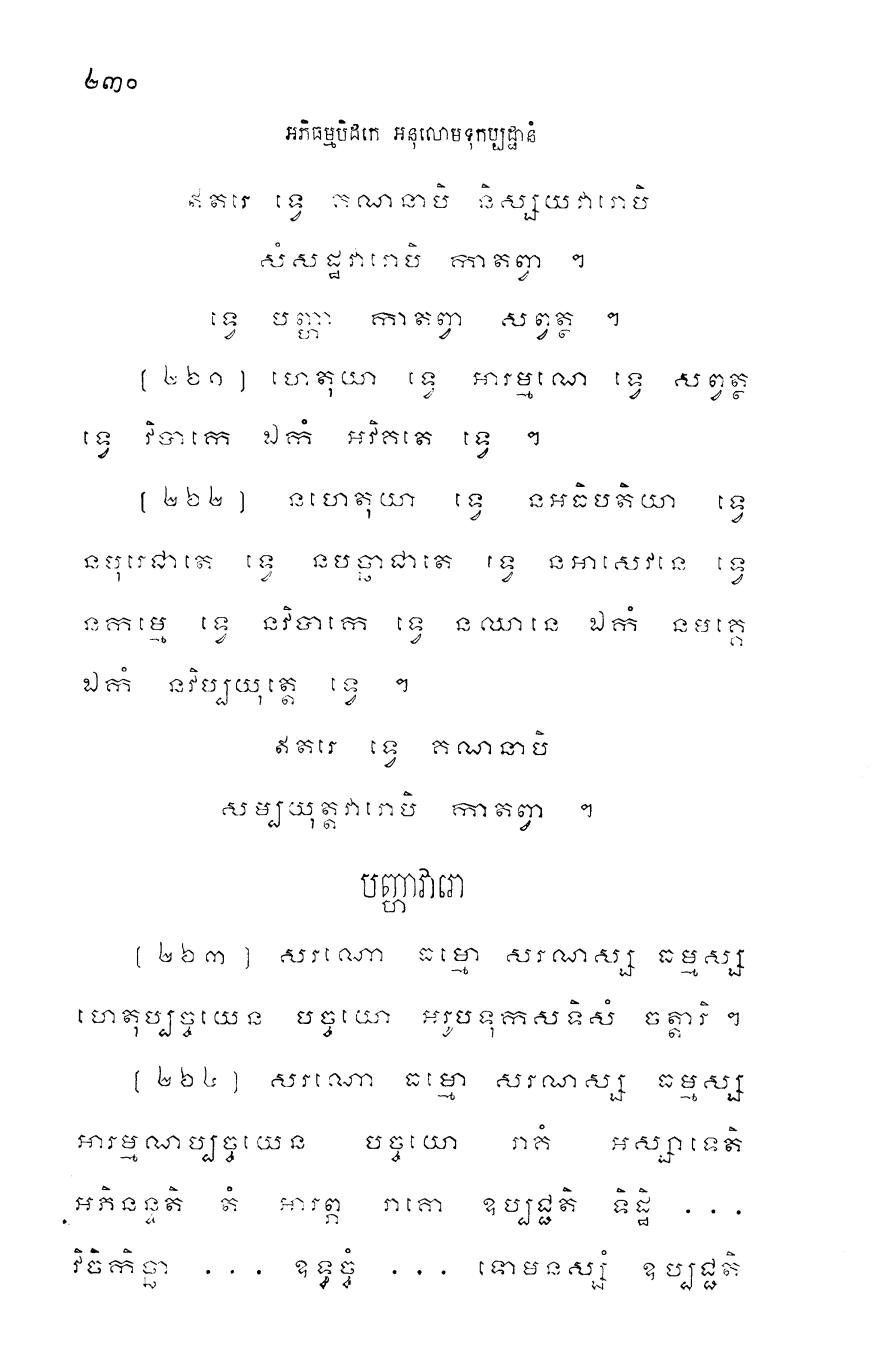 ២៣០
អភិធម្មបិដកេ អនុលោមទុកប្បដ្ឋានំ
ឥតរេ ទ្វេ គណនាបិ និស្សយវារោបិ
សំសដ្ឋវារោបិ កាតព្វា ។
ទ្វេ បញ្ហា កាតព្វា សព្វត្ថ ។
[ ២៦១ ] ហេតុយា ទ្វេ អារម្មណេ ទ្វេ សព្វត្ថ
ទ្វេ វិបាកេ ឯកំ អវិគតេ ទ្វេ ។
[ ២៦២ ] នហេតុយា ទ្វេ នអធិបតិយា ទ្វេ
នបុរេជាតេ ទ្វេ នបច្ឆាជាតេ ទ្វេ នអាសេវនេ ទ្វេ
នកម្មេ ទ្វេ នវិបាកេ ទ្វេ នឈានេ ឯកំ នមគ្គេ
ឯកំ នវិប្បយុត្តេ ទ្វេ ។
ឥតរេ ទ្វេ គណនាបិ
សម្បយុត្តវារោបិ កាតព្វា ។
បញ្ហាវារោ
[ ២៦៣ ] សរណោ ធម្មោ សរណស្ស ធម្មស្ស
ហេតុប្បច្ចយេន បច្ចយោ អរូបទុកសទិសំ ចត្តារិ ។
[ ២៦៤ ] សរណោ ធម្មោ សរណស្ស ធម្មស្ស
អារម្មណប្បច្ចយេន បច្ចយោ រាគំ អស្សាទេតិ
អភិនន្ទតិ តំ អារព្ភ រាគោ ឧប្បជ្ជតិ ទិដ្ឋិ . . .
វិចិកិច្ឆា . . . ឧទ្ធច្ចំ . . . ទោមនស្សំ ឧប្បជ្ជតិ